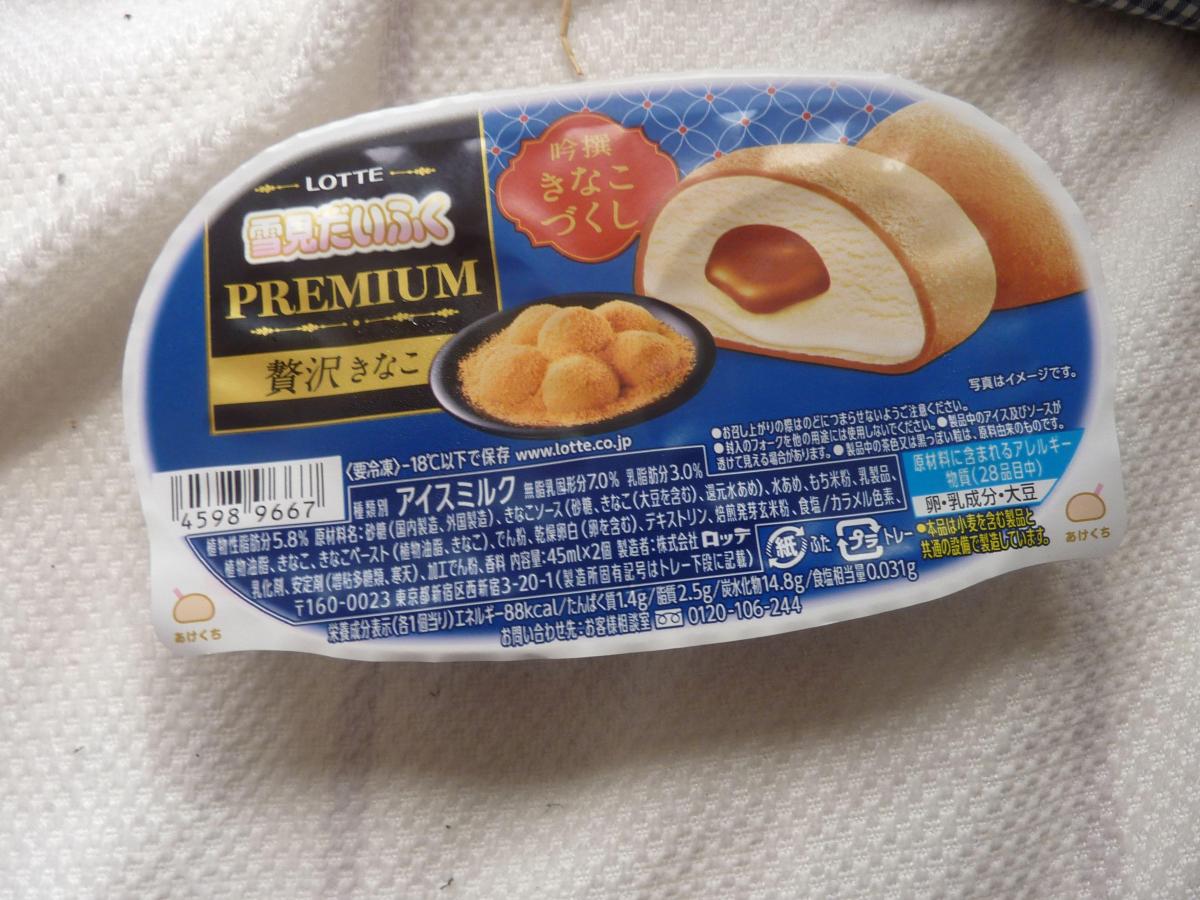 LOTTE
雪見だいふく
PREMIUM
贅沢きなこ
吟撰
きなこ
づくし
写真はイメージです。
●お召し上がりの際はのどにつまらせないようご注意ください。
●封入のフォークを他の用途には使用しないでください。●製品中のアイス及びソースが
透けて見える場合があります。●製品中の茶色又は黒っぽい粒は、原料由来のものです。
〈要冷凍〉-18℃以下で保存 www.lotte.co.jp
4598 9667
種類別 アイスミルク 無脂乳固形分7.0% 乳脂肪分3.0%
植物性脂肪分5.8% 原材料名:砂糖(国内製造、外国製造)、きなこソース(砂糖、きなこ(大豆を含む)、還元水あめ)、水あめ、もち米粉、乳製品、
植物油脂、きなこ、きなこペースト(植物油脂、きなこ)、でん粉、乾燥卵白(卵を含む)、デキストリン、焙煎発芽玄米粉、食塩/カラメル色素、
乳化剤、安定剤(増粘多糖類、寒天)、加工でん粉、香料 内容量:45ml×2個 製造者:株式会社ロッテ
〒160-0023 東京都新宿区西新宿3-20-1(製造所固有記号はトレー下段に記載)
栄養成分表示(各1個当り)エネルギー88kcal/たんぱく質1.4g/脂質2.5g/炭水化物14.8g/食塩相当量0.031g
お問い合わせ先:お客様相談室 0120-106-244
紙 ふた プラ トレー
原材料に含まれるアレルギー
物質(28品目中)
卵・乳成分・大豆
●本品は小麦を含む製品と
共通の設備で製造しています。
あけくち
あけくち